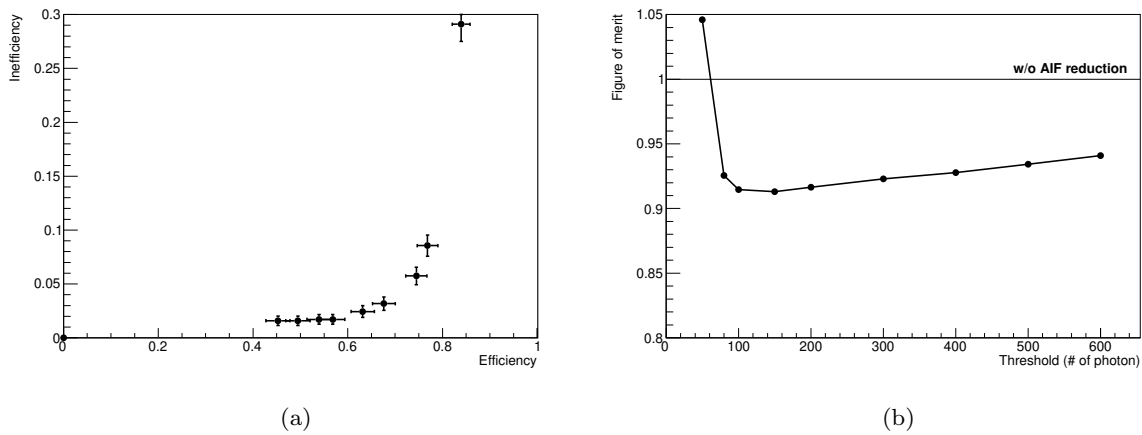 Inefficiency
0.3
0.25
0.2
0.15
0.1
0.05
0
0 0.2 0.4 0.6 0.8 1
Efficiency
(a)
Figure of merit
1.05
1
0.95
0.9
0.85
0.8
w/o AIF reduction
0 100 200 300 400 500 600
Threshold (# of photon)
(b)